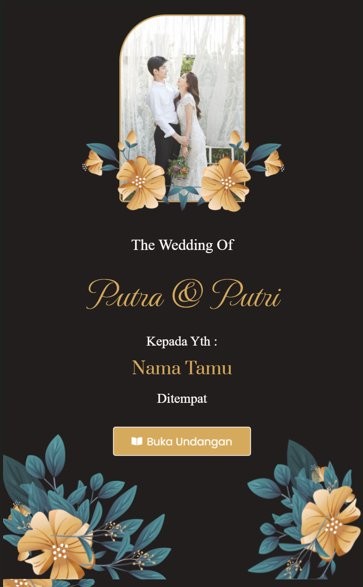 The Wedding Of
Putra & Putri
Kepada Yth :
Nama Tamu
Ditempat
Buka Undangan